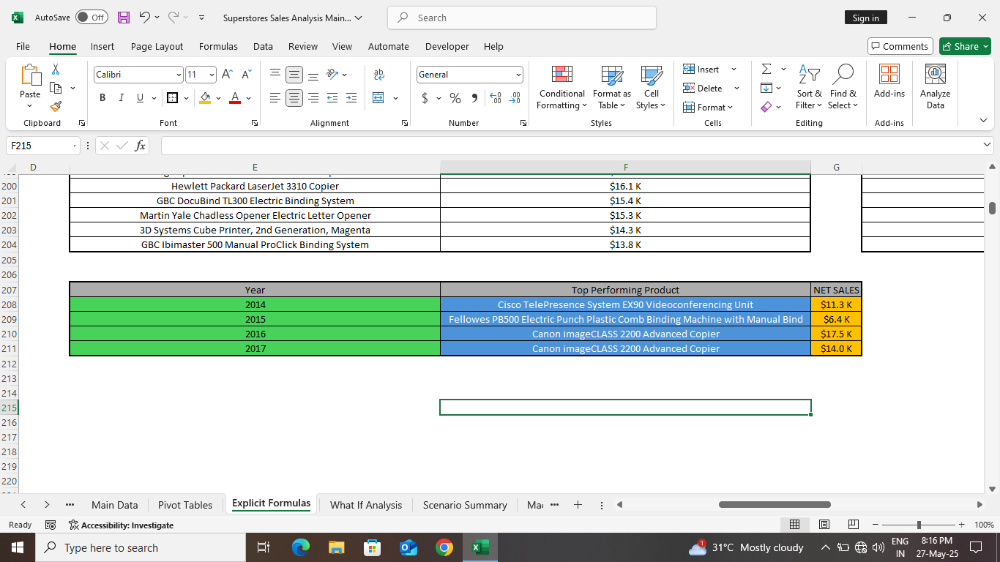 AutoSave Off Superstores Sales Analysis Main... Search Sign in
File Home Insert Page Layout Formulas Data Review View Automate Developer Help Comments Share
Paste Calibri 11 A A ab General Conditional Formatting Format as Table Cell Styles Insert Delete Format Sort & Filter Find & Select Add-ins Analyze Data
B I U A $ %
Clipboard Font Alignment Number Styles Cells Editing Add-ins
F215 fx
D E F G
200 Hewlett Packard LaserJet 3310 Copier $16.1 K
201 GBC DocuBind TL300 Electric Binding System $15.4 K
202 Martin Yale Chadless Opener Electric Letter Opener $15.3 K
203 3D Systems Cube Printer, 2nd Generation, Magenta $14.3 K
204 GBC Ibimaster 500 Manual ProClick Binding System $13.8 K
205
206
207 Year Top Performing Product NET SALES
208 2014 Cisco TelePresence System EX90 Videoconferencing Unit $11.3 K
209 2015 Fellowes PB500 Electric Punch Plastic Comb Binding Machine with Manual Bind $6.4 K
210 2016 Canon imageCLASS 2200 Advanced Copier $17.5 K
211 2017 Canon imageCLASS 2200 Advanced Copier $14.0 K
212
213
214
215
216
217
218
219
220
Main Data Pivot Tables Explicit Formulas What If Analysis Scenario Summary Ma
Ready Accessibility: Investigate 100%
Type here to search 1 31°C Mostly cloudy ENG IN 8:16 PM 27-May-25